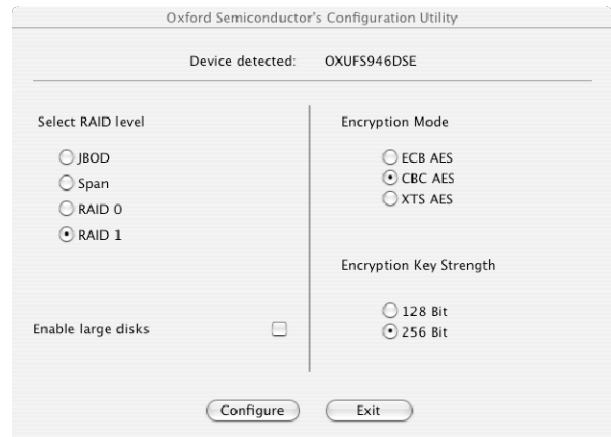 Oxford Semiconductor's Configuration Utility
Device detected: OXUFS946DSE
Select RAID level
JBOD
Span
RAID 0
RAID 1
Enable large disks
Encryption Mode
ECB AES
CBC AES
XTS AES
Encryption Key Strength
128 Bit
256 Bit
Configure
Exit